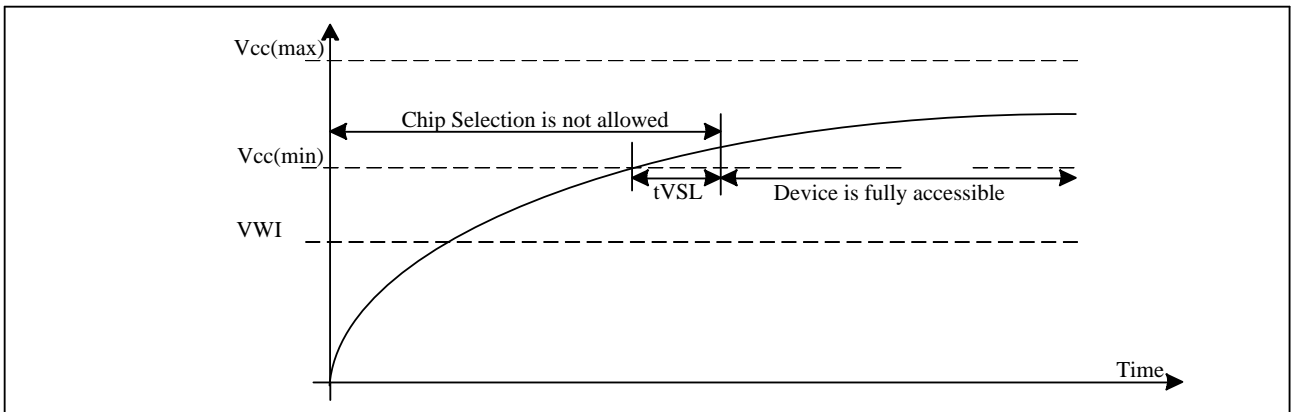 Vcc(max)
Chip Selection is not allowed
Vcc(min)
tVSL
Device is fully accessible
VWI
Time